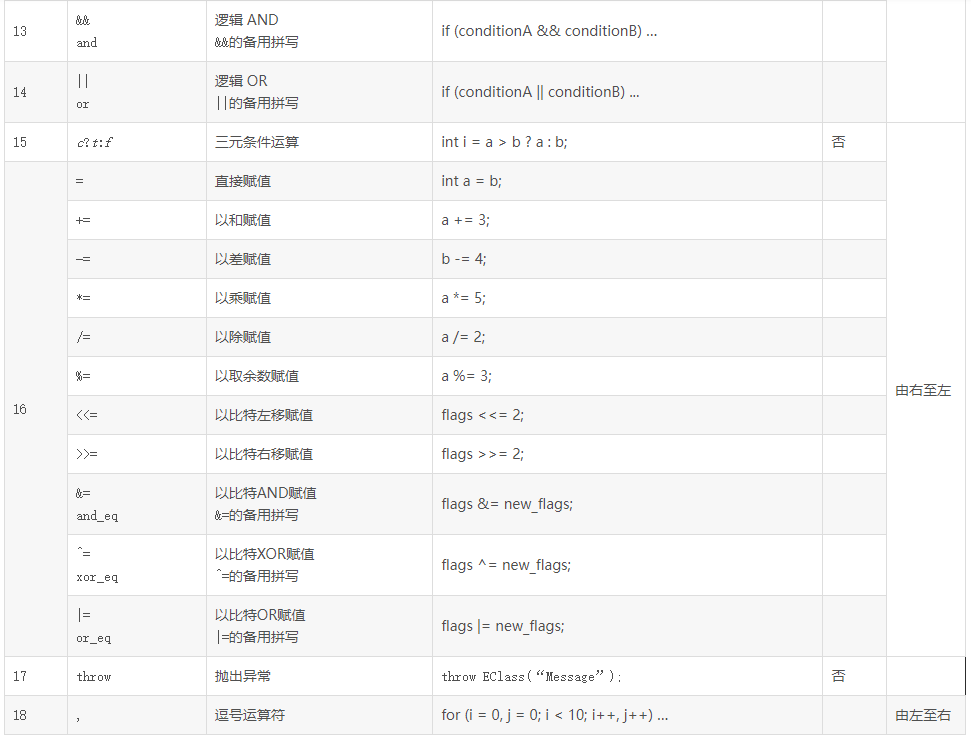 13
&&
and
逻辑 AND
&&的备用拼写
if (conditionA && conditionB) ...
14
||
or
逻辑 OR
||的备用拼写
if (conditionA || conditionB) ...
15
c?t:f
三元条件运算
int i = a > b ? a : b;
否
16
=
直接赋值
int a = b;
+=
以和赋值
a += 3;
-=
以差赋值
b -= 4;
*=
以乘赋值
a *= 5;
/=
以除赋值
a /= 2;
%=
以取余数赋值
a %= 3;
<<=
以比特左移赋值
flags <<= 2;
>>=
以比特右移赋值
flags >>= 2;
&=
and_eq
以比特AND赋值
&=的备用拼写
flags &= new_flags;
^=
xor_eq
以比特XOR赋值
^=的备用拼写
flags ^= new_flags;
|=
or_eq
以比特OR赋值
|=的备用拼写
flags |= new_flags;
由右至左
17
throw
抛出异常
throw EClass(“Message”);
否
18
,
逗号运算符
for (i = 0, j = 0; i < 10; i++, j++) ...
由左至右